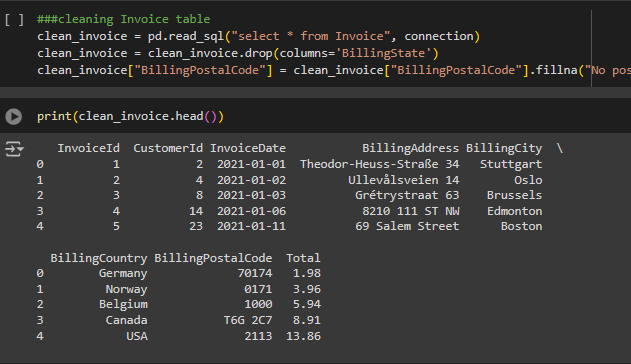 [ ] ###cleaning Invoice table
clean_invoice = pd.read_sql("select * from Invoice", connection)
clean_invoice = clean_invoice.drop(columns='BillingState')
clean_invoice["BillingPostalCode"] = clean_invoice["BillingPostalCode"].fillna("No pos
print(clean_invoice.head())
InvoiceId CustomerId InvoiceDate BillingAddress BillingCity \
0 1 2 2021-01-01 Theodor-Heuss-Straße 34 Stuttgart
1 2 4 2021-01-02 Ullevålsveien 14 Oslo
2 3 8 2021-01-03 Grétrystraat 63 Brussels
3 4 14 2021-01-06 8210 111 ST NW Edmonton
4 5 23 2021-01-11 69 Salem Street Boston
BillingCountry BillingPostalCode Total
0 Germany 70174 1.98
1 Norway 0171 3.96
2 Belgium 1000 5.94
3 Canada T6G 2C7 8.91
4 USA 2113 13.86